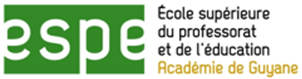 espe
École supérieure
du professorat
et de l'éducation
Académie de Guyane